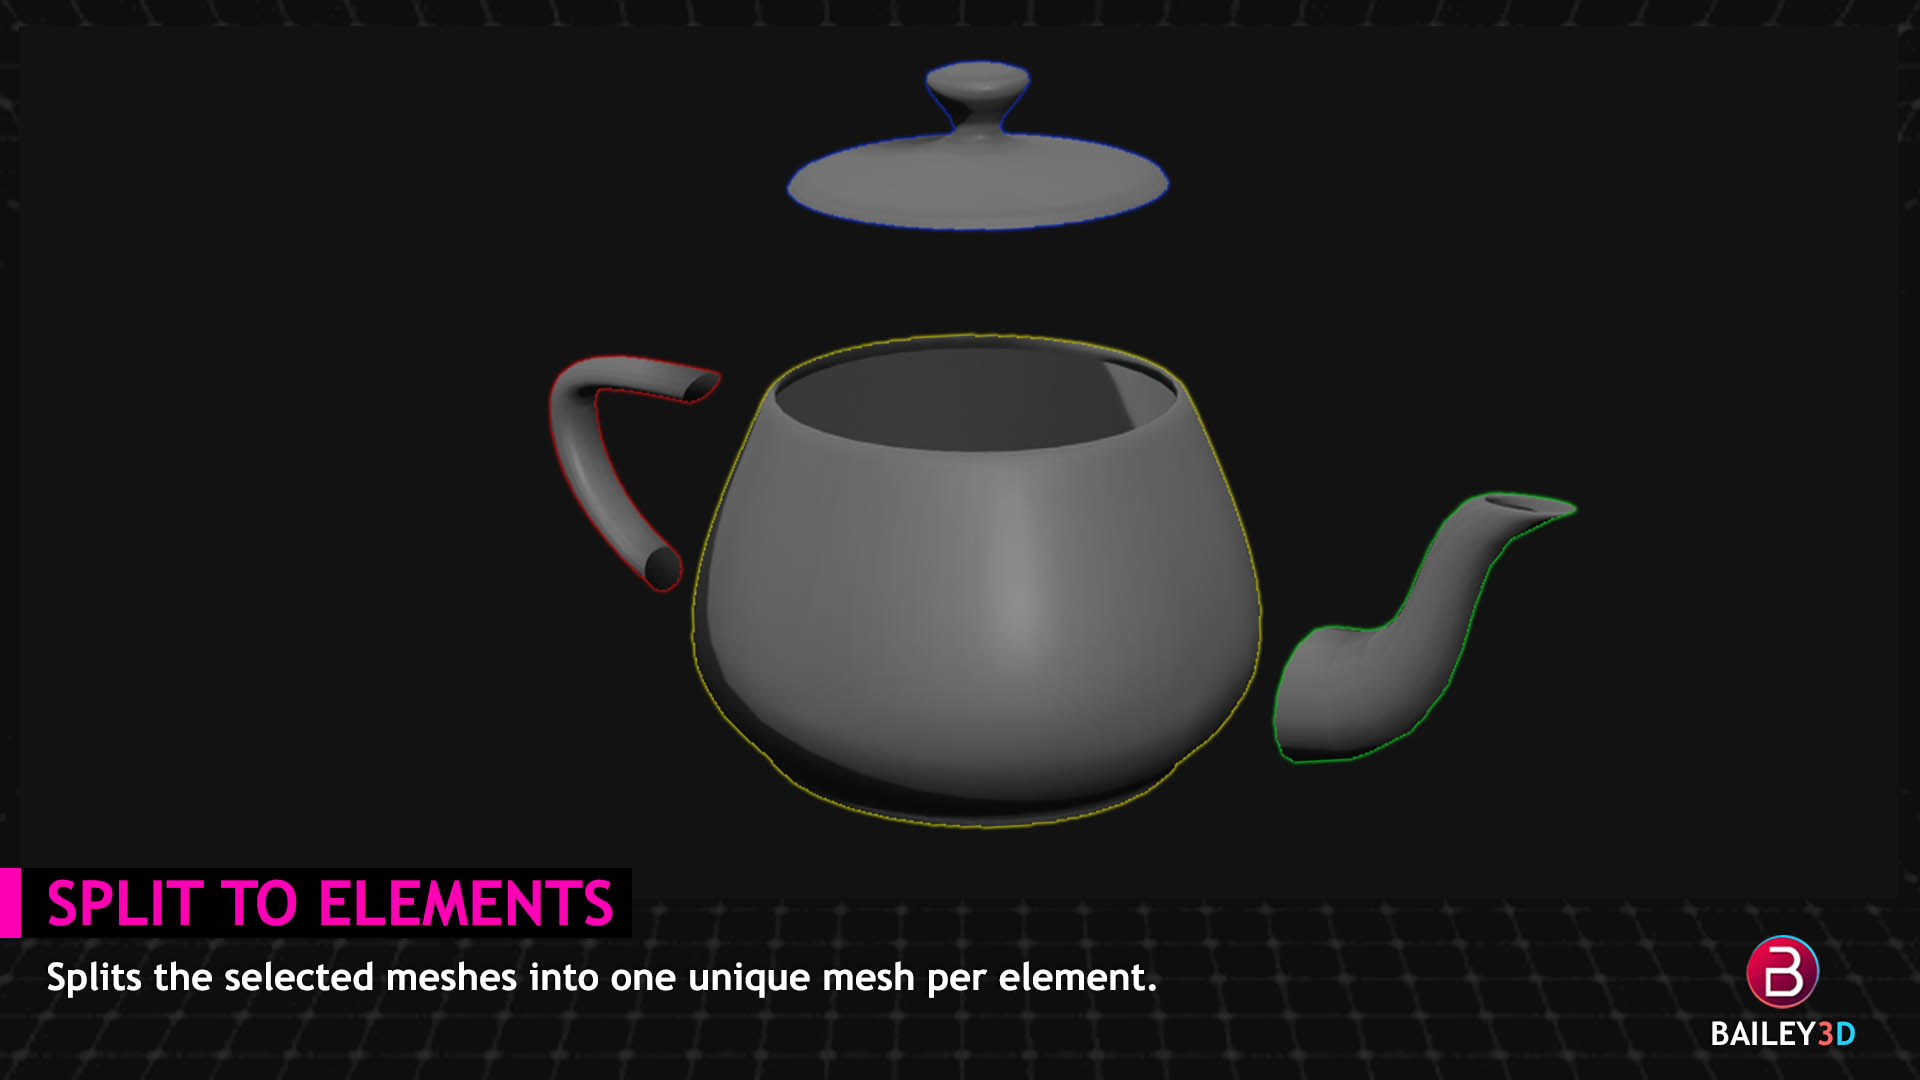 SPLIT TO ELEMENTS
Splits the selected meshes into one unique mesh per element.
B
BAILEY3D